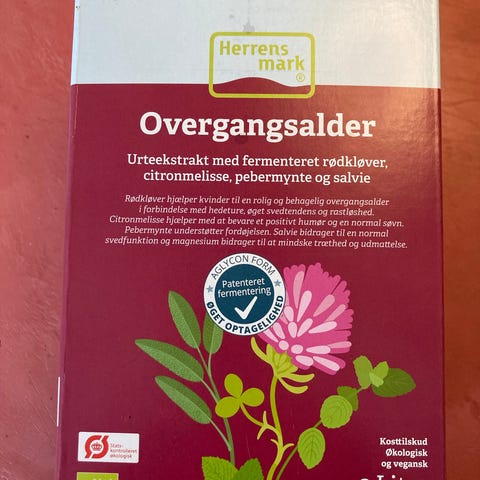 Herrens
mark®
Overgangsalder
Urteekstrakt med fermenteret rødkløver,
citronmelisse, pebermynte og salvie
Rødkløver hjælper kvinder til en rolig og behagelig overgangsalder
i forbindelse med hedeture, øget svedtendens og rastløshed.
Citronmelisse hjælper med at bevare et positivt humør og en normal søvn.
Pebermynte understøtter fordøjelsen. Salvie bidrager til en normal
svedfunktion og magnesium bidrager til at mindske træthed og udmattelse.
AGLYCON FORM
Patenteret
fermentering
ØGET OPTAGELIGHED
Stats-
kontrolleret
økologisk
Kosttilskud
Økologisk
og vegansk